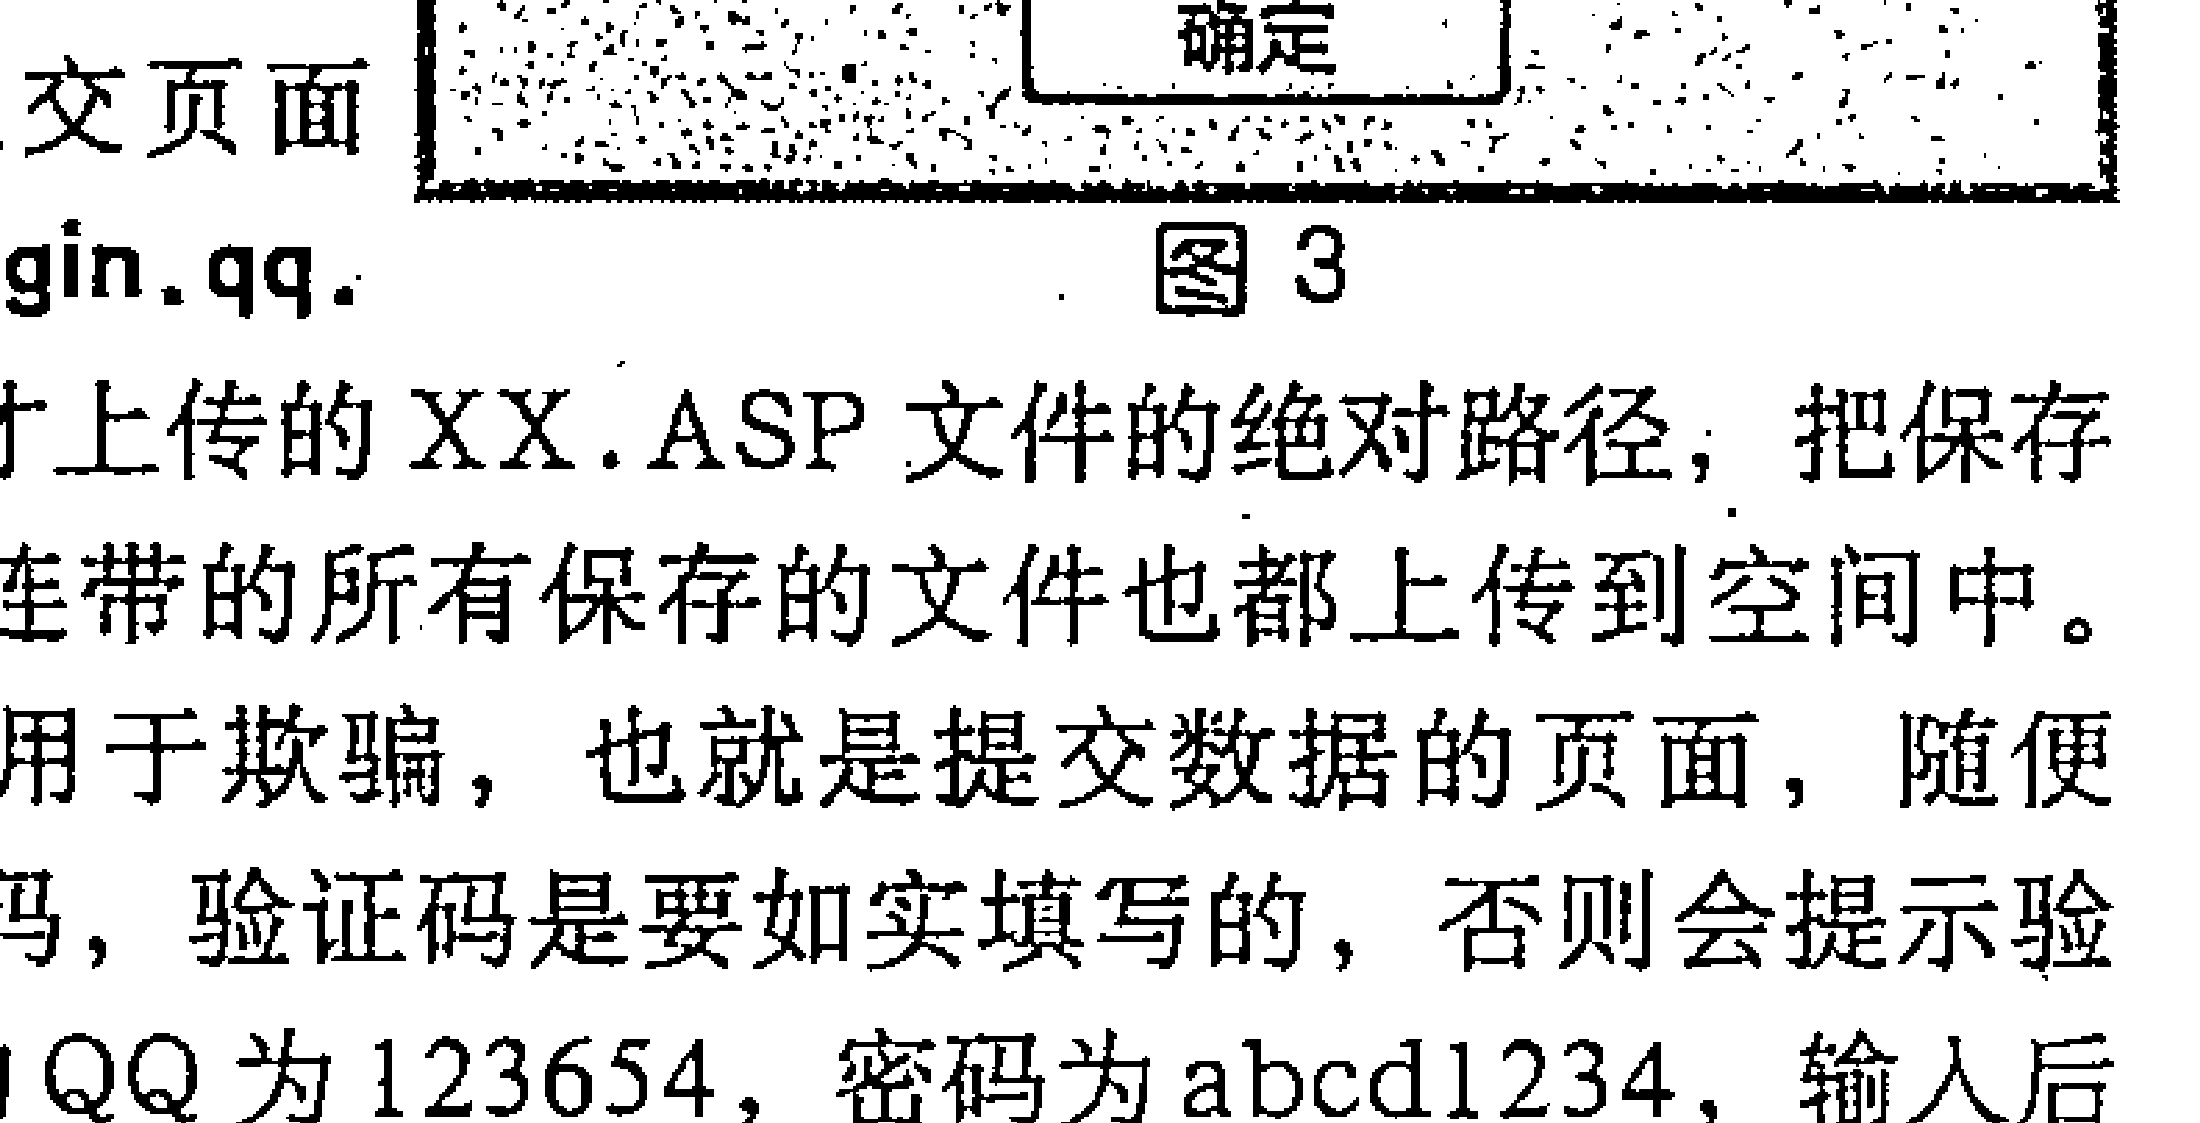 确定
交页面
gin.qq.
图 3
上传的 XX.ASP 文件的绝对路径，把保存
连带的所有保存的文件也都上传到空间中。
用于欺骗，也就是提交数据的页面，随便
码，验证码是要如实填写的，否则会提示验
QQ 为 123654，密码为 abcd1234，输入后